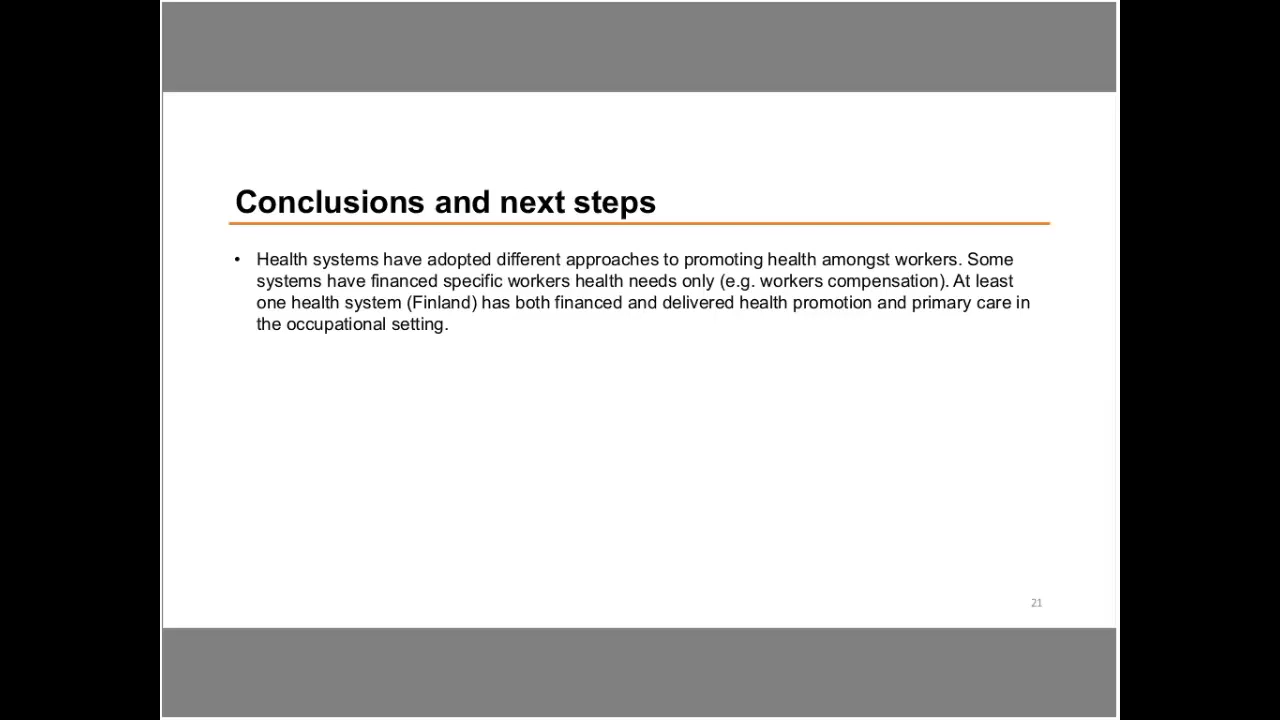 Conclusions and next steps
• Health systems have adopted different approaches to promoting health amongst workers. Some
systems have financed specific workers health needs only (e.g. workers compensation). At least
one health system (Finland) has both financed and delivered health promotion and primary care in
the occupational setting.
21